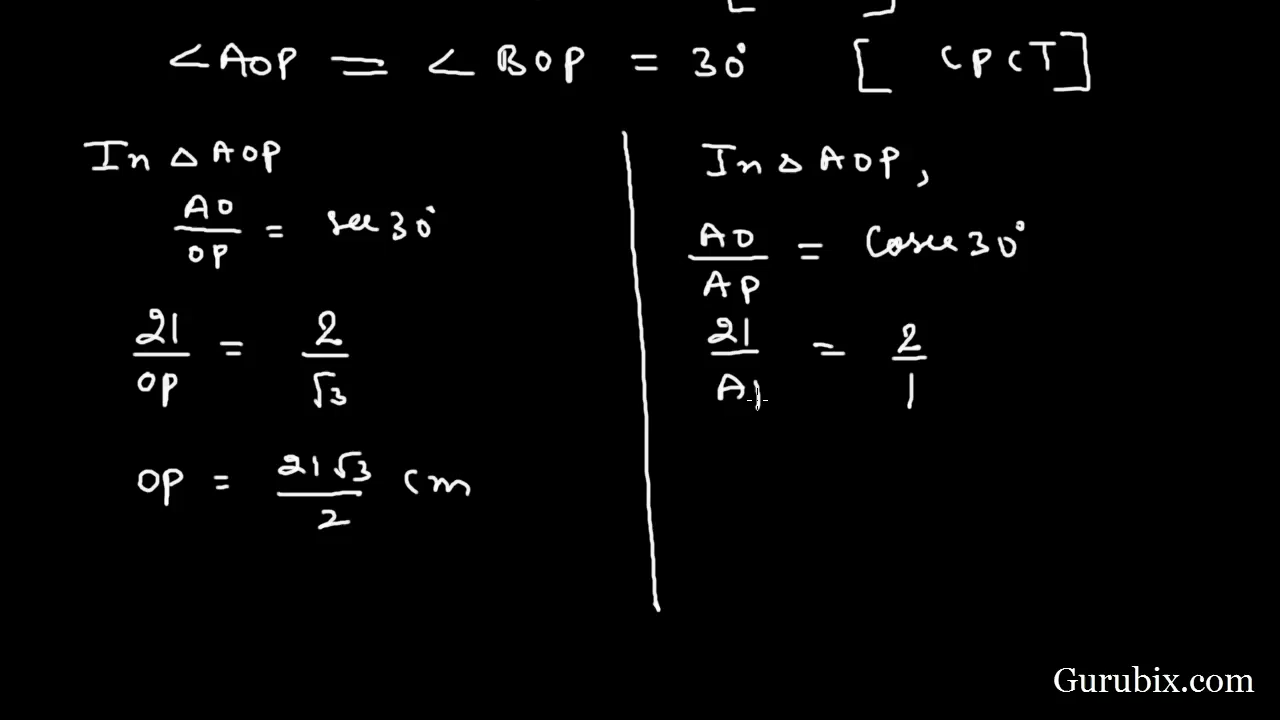 ∠AOP = ∠BOP = 30° [CPCT]
In △AOP
AO/OP = sec 30°
21/OP = 2/√3
OP = 21√3/2 cm
In △AOP,
AO/AP = Cosec 30°
21/AP = 2/1
Gurubix.com